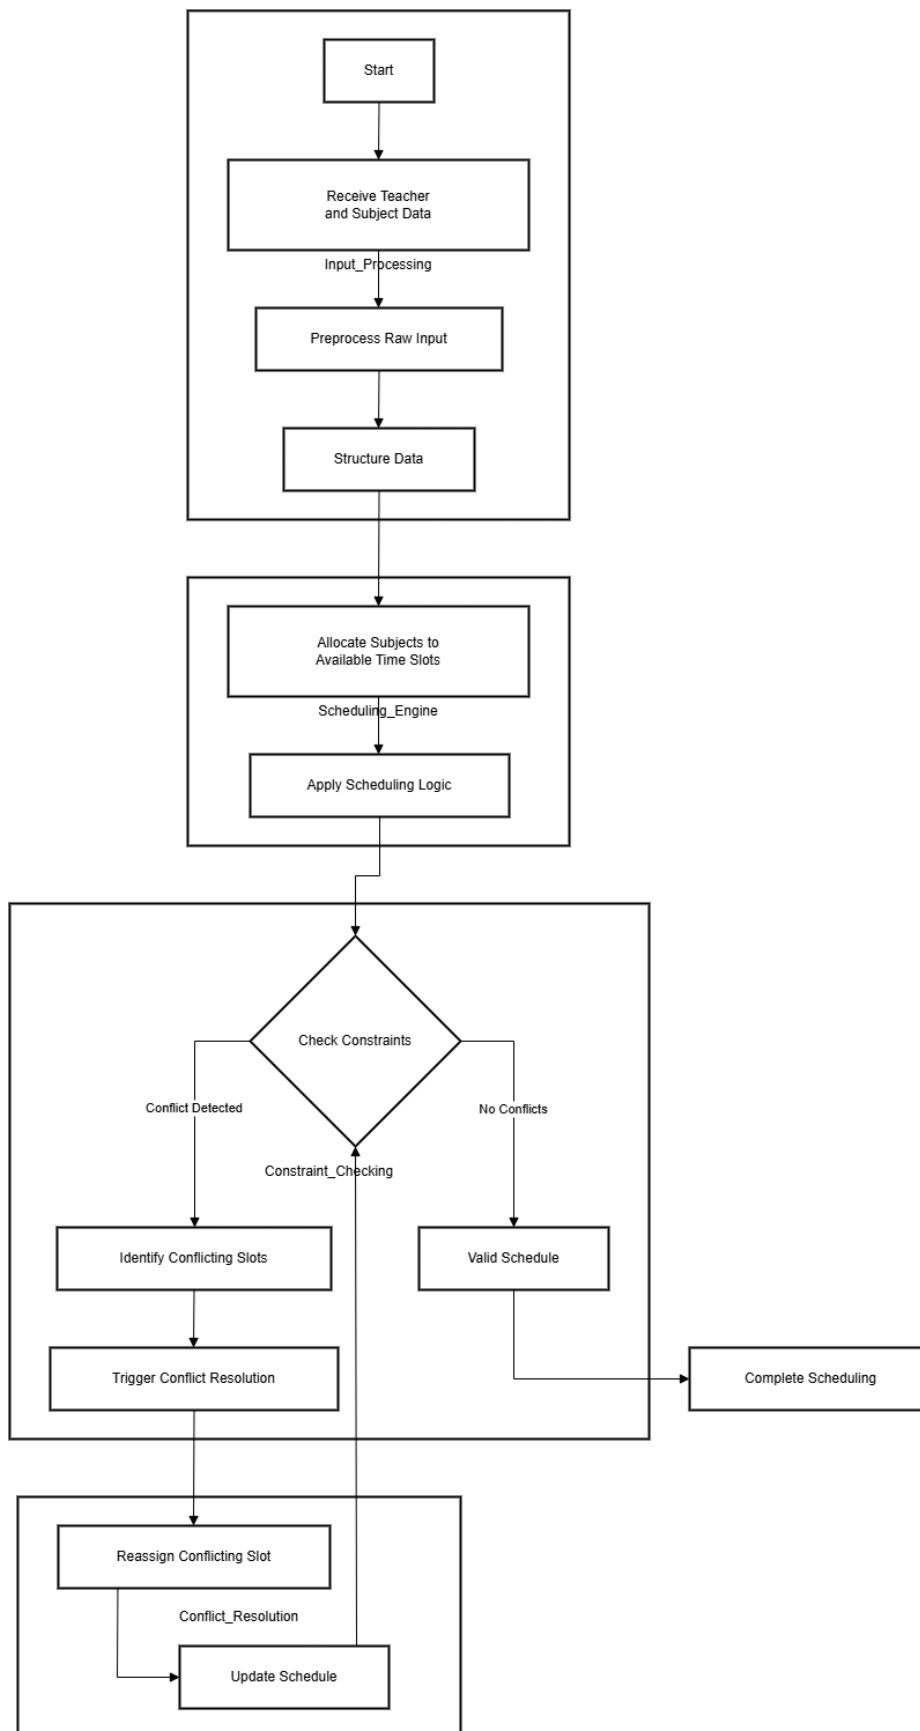 Start
Receive Teacher
and Subject Data
Input_Processing
Preprocess Raw Input
Structure Data
Allocate Subjects to
Available Time Slots
Scheduling_Engine
Apply Scheduling Logic
Check Constraints
Conflict Detected
No Conflicts
Constraint_Checking
Identify Conflicting Slots
Valid Schedule
Trigger Conflict Resolution
Complete Scheduling
Reassign Conflicting Slot
Conflict_Resolution
Update Schedule